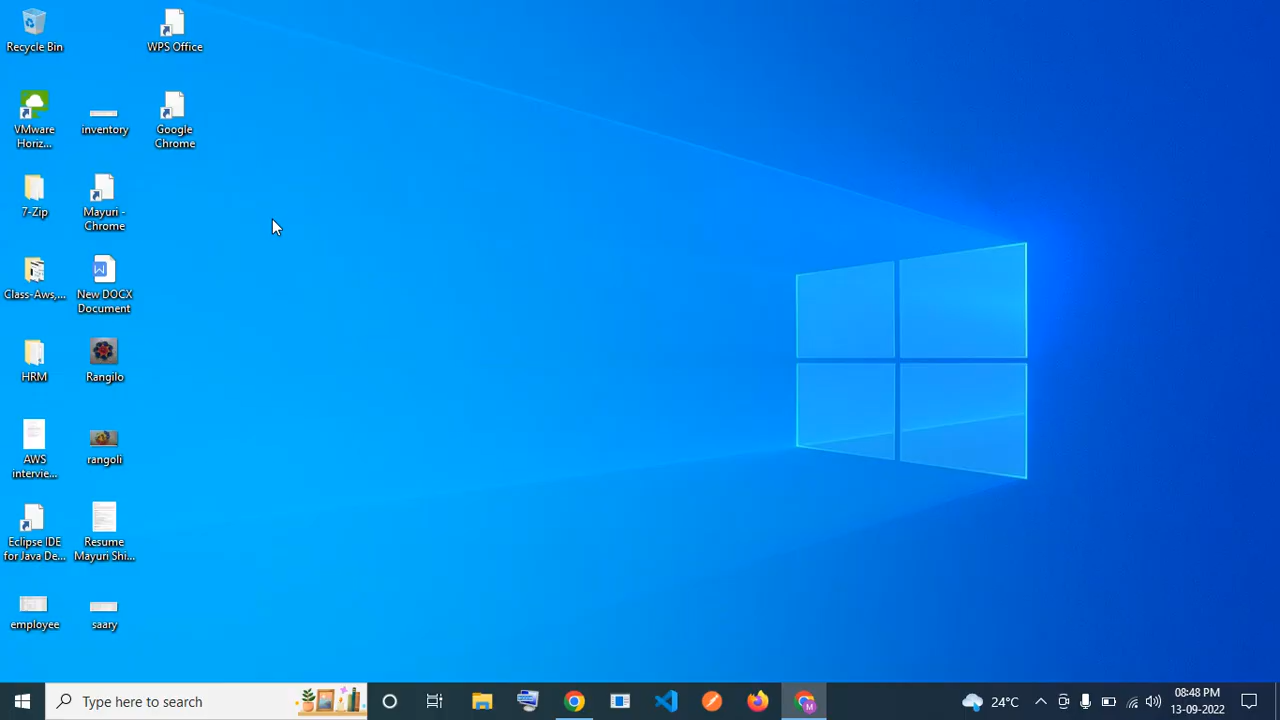 Recycle Bin
WPS Office
VMware
Horiz...
inventory
Google
Chrome
7-Zip
Mayuri -
Chrome
Class-Aws,...
New DOCX
Document
HRM
Rangilo
AWS
intervie...
rangoli
Eclipse IDE
for Java De...
Resume
Mayuri Shi...
employee
saary
Type here to search
24°C
08:48 PM
13-09-2022